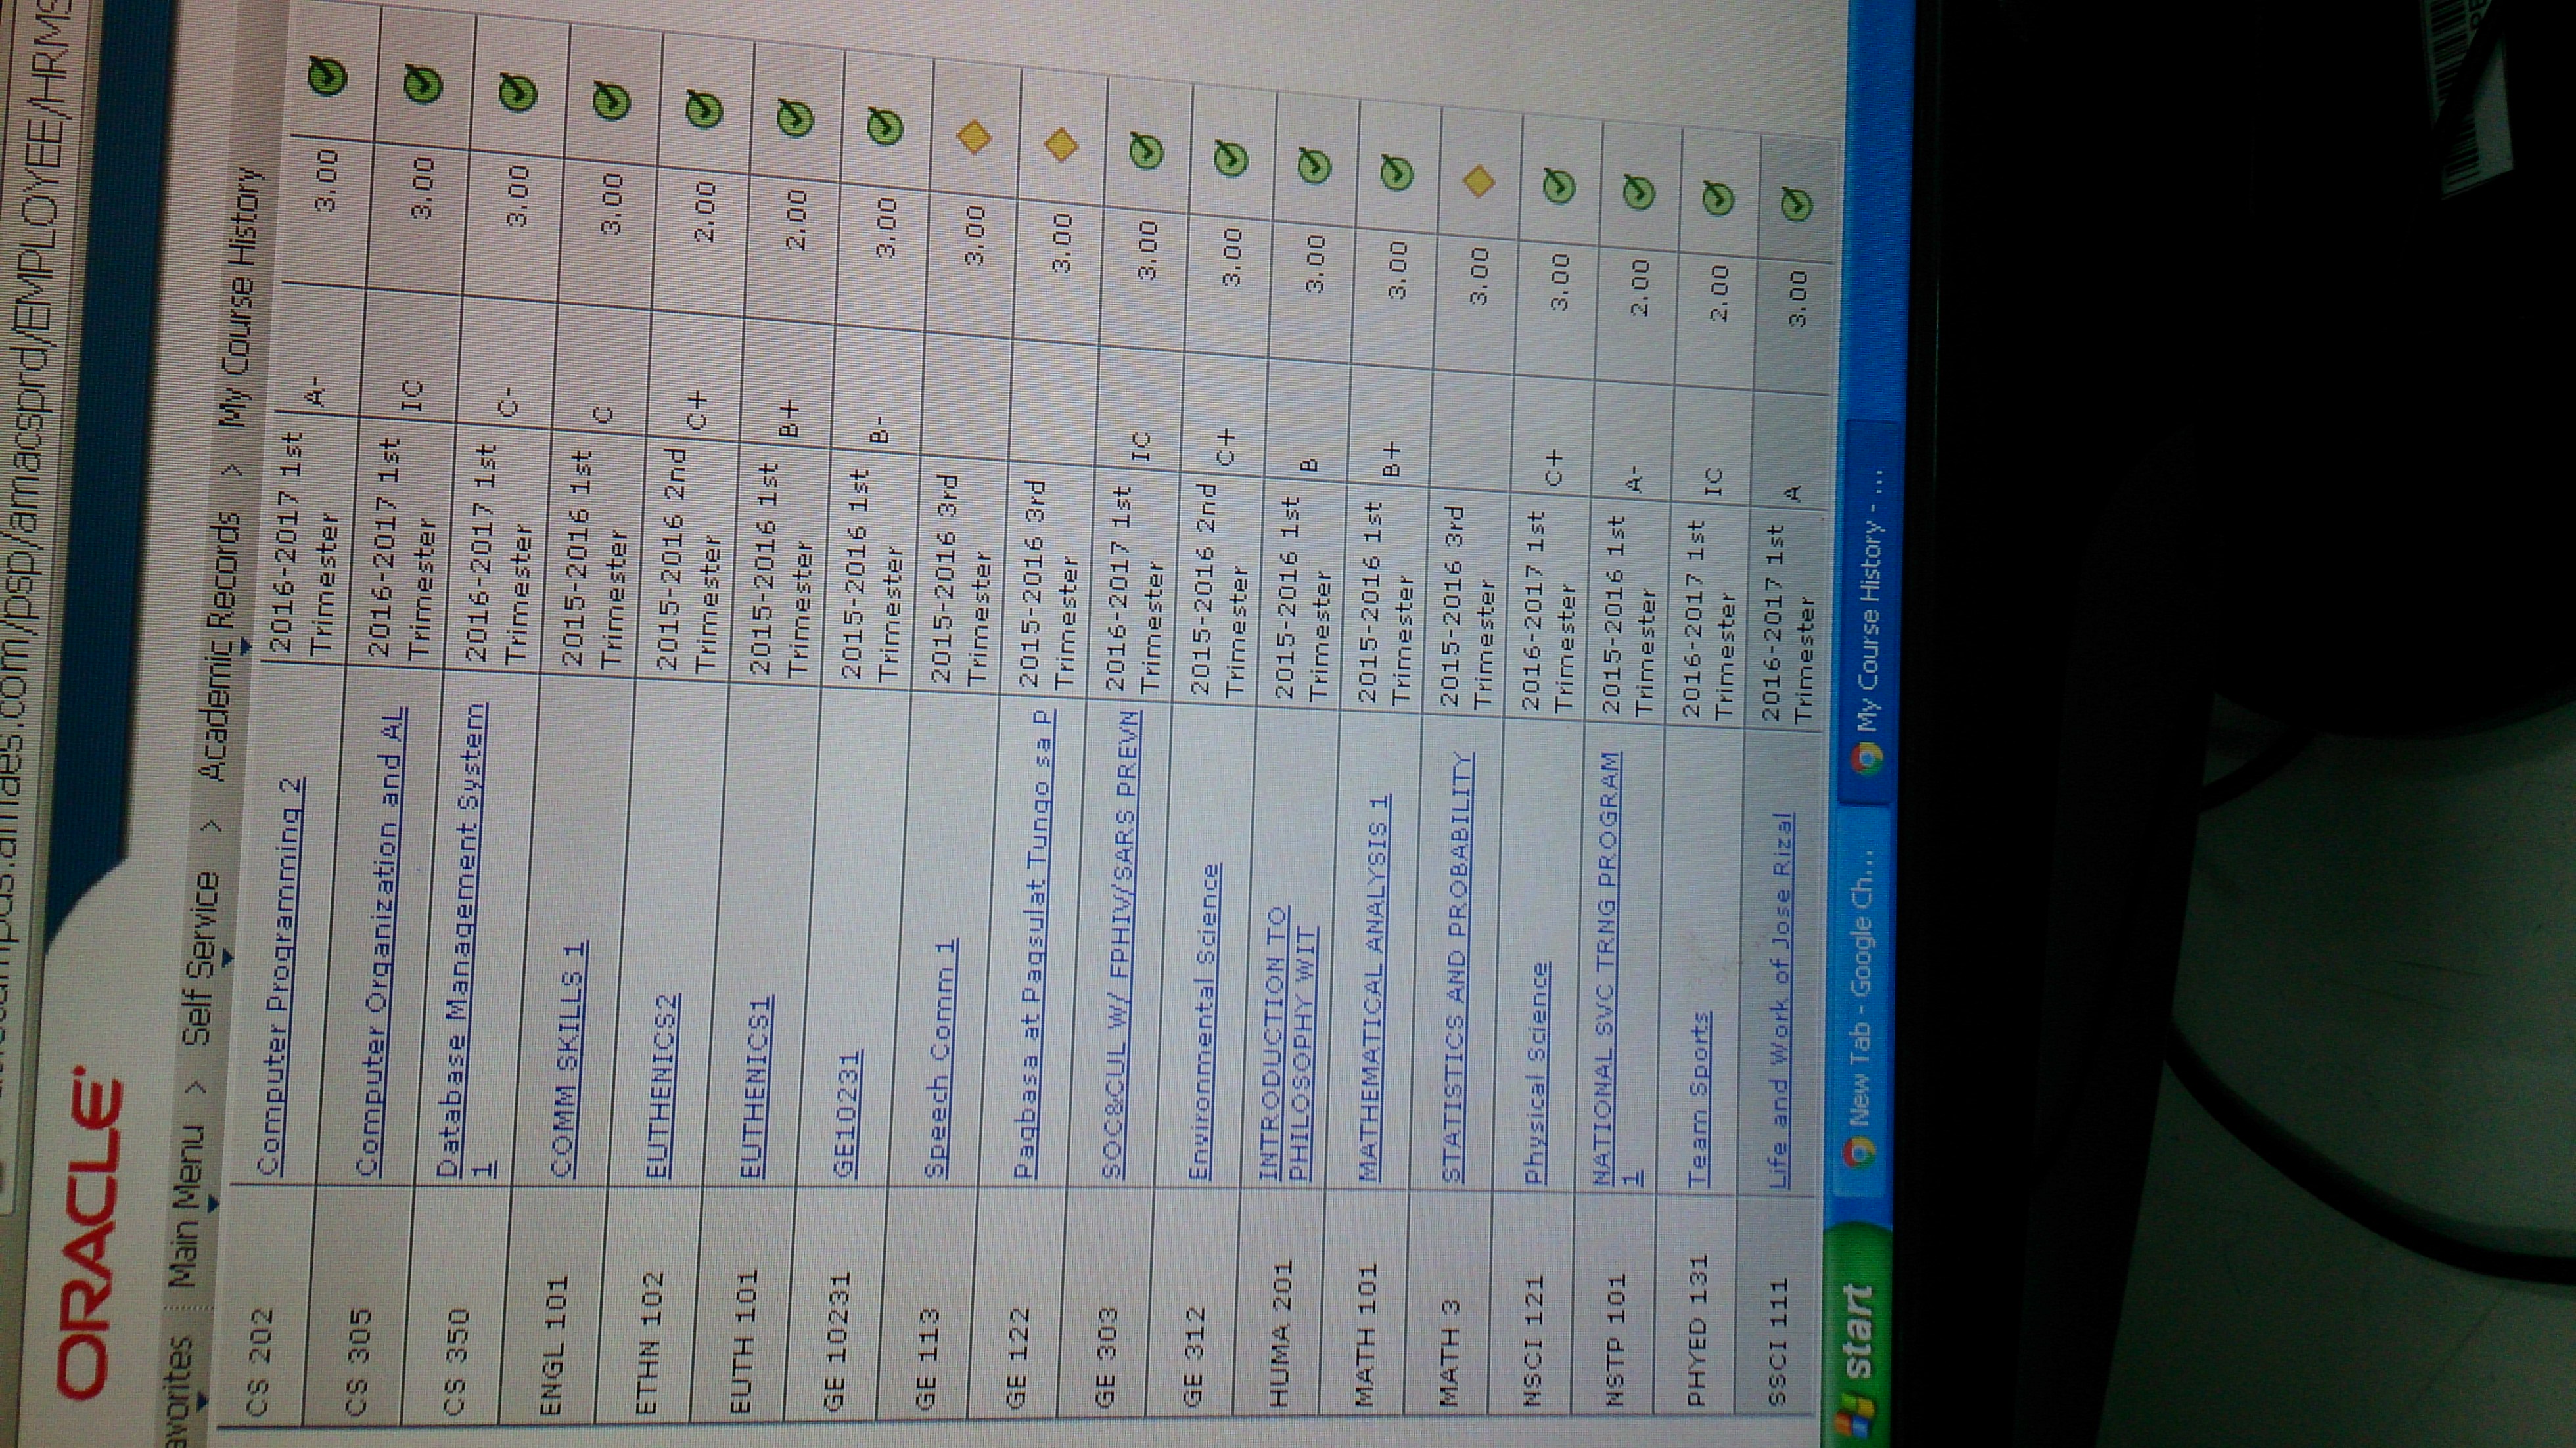 campus.amaes.com/psp/amacsprd/EMPLOYEE/HRMS
ORACLE
avorites Main Menu > Self Service > Academic Records > My Course History
CS 202 Computer Programming 2 2016-2017 1st Trimester A- 3.00
CS 305 Computer Organization and AL 2016-2017 1st Trimester IC 3.00
CS 350 Database Management System 1 2016-2017 1st Trimester C- 3.00
ENGL 101 COMM SKILLS 1 2015-2016 1st Trimester C 3.00
ETHN 102 EUTHENICS2 2015-2016 2nd Trimester C+ 2.00
EUTH 101 EUTHENICS1 2015-2016 1st Trimester B+ 2.00
GE 10231 GE10231 2015-2016 1st Trimester B- 3.00
GE 113 Speech Comm 1 2015-2016 3rd Trimester 3.00
GE 122 Pagbasa at Pagsulat Tungo sa P 2015-2016 3rd Trimester 3.00
GE 303 SOC&CUL W/ FPHIV/SARS PREVN 2016-2017 1st Trimester IC 3.00
GE 312 Environmental Science 2015-2016 2nd Trimester C+ 3.00
HUMA 201 INTRODUCTION TO PHILOSOPHY WIT 2015-2016 1st Trimester B 3.00
MATH 101 MATHEMATICAL ANALYSIS 1 2015-2016 1st Trimester B+ 3.00
MATH 3 STATISTICS AND PROBABILITY 2015-2016 3rd Trimester 3.00
NSCI 121 Physical Science 2016-2017 1st Trimester C+ 3.00
NSTP 101 NATIONAL SVC TRNG PROGRAM 1 2015-2016 1st Trimester A- 2.00
PHYED 131 Team Sports 2016-2017 1st Trimester IC 2.00
SSCI 111 Life and Work of Jose Rizal 2016-2017 1st Trimester A 3.00
start New Tab - Google Ch... My Course History - ...